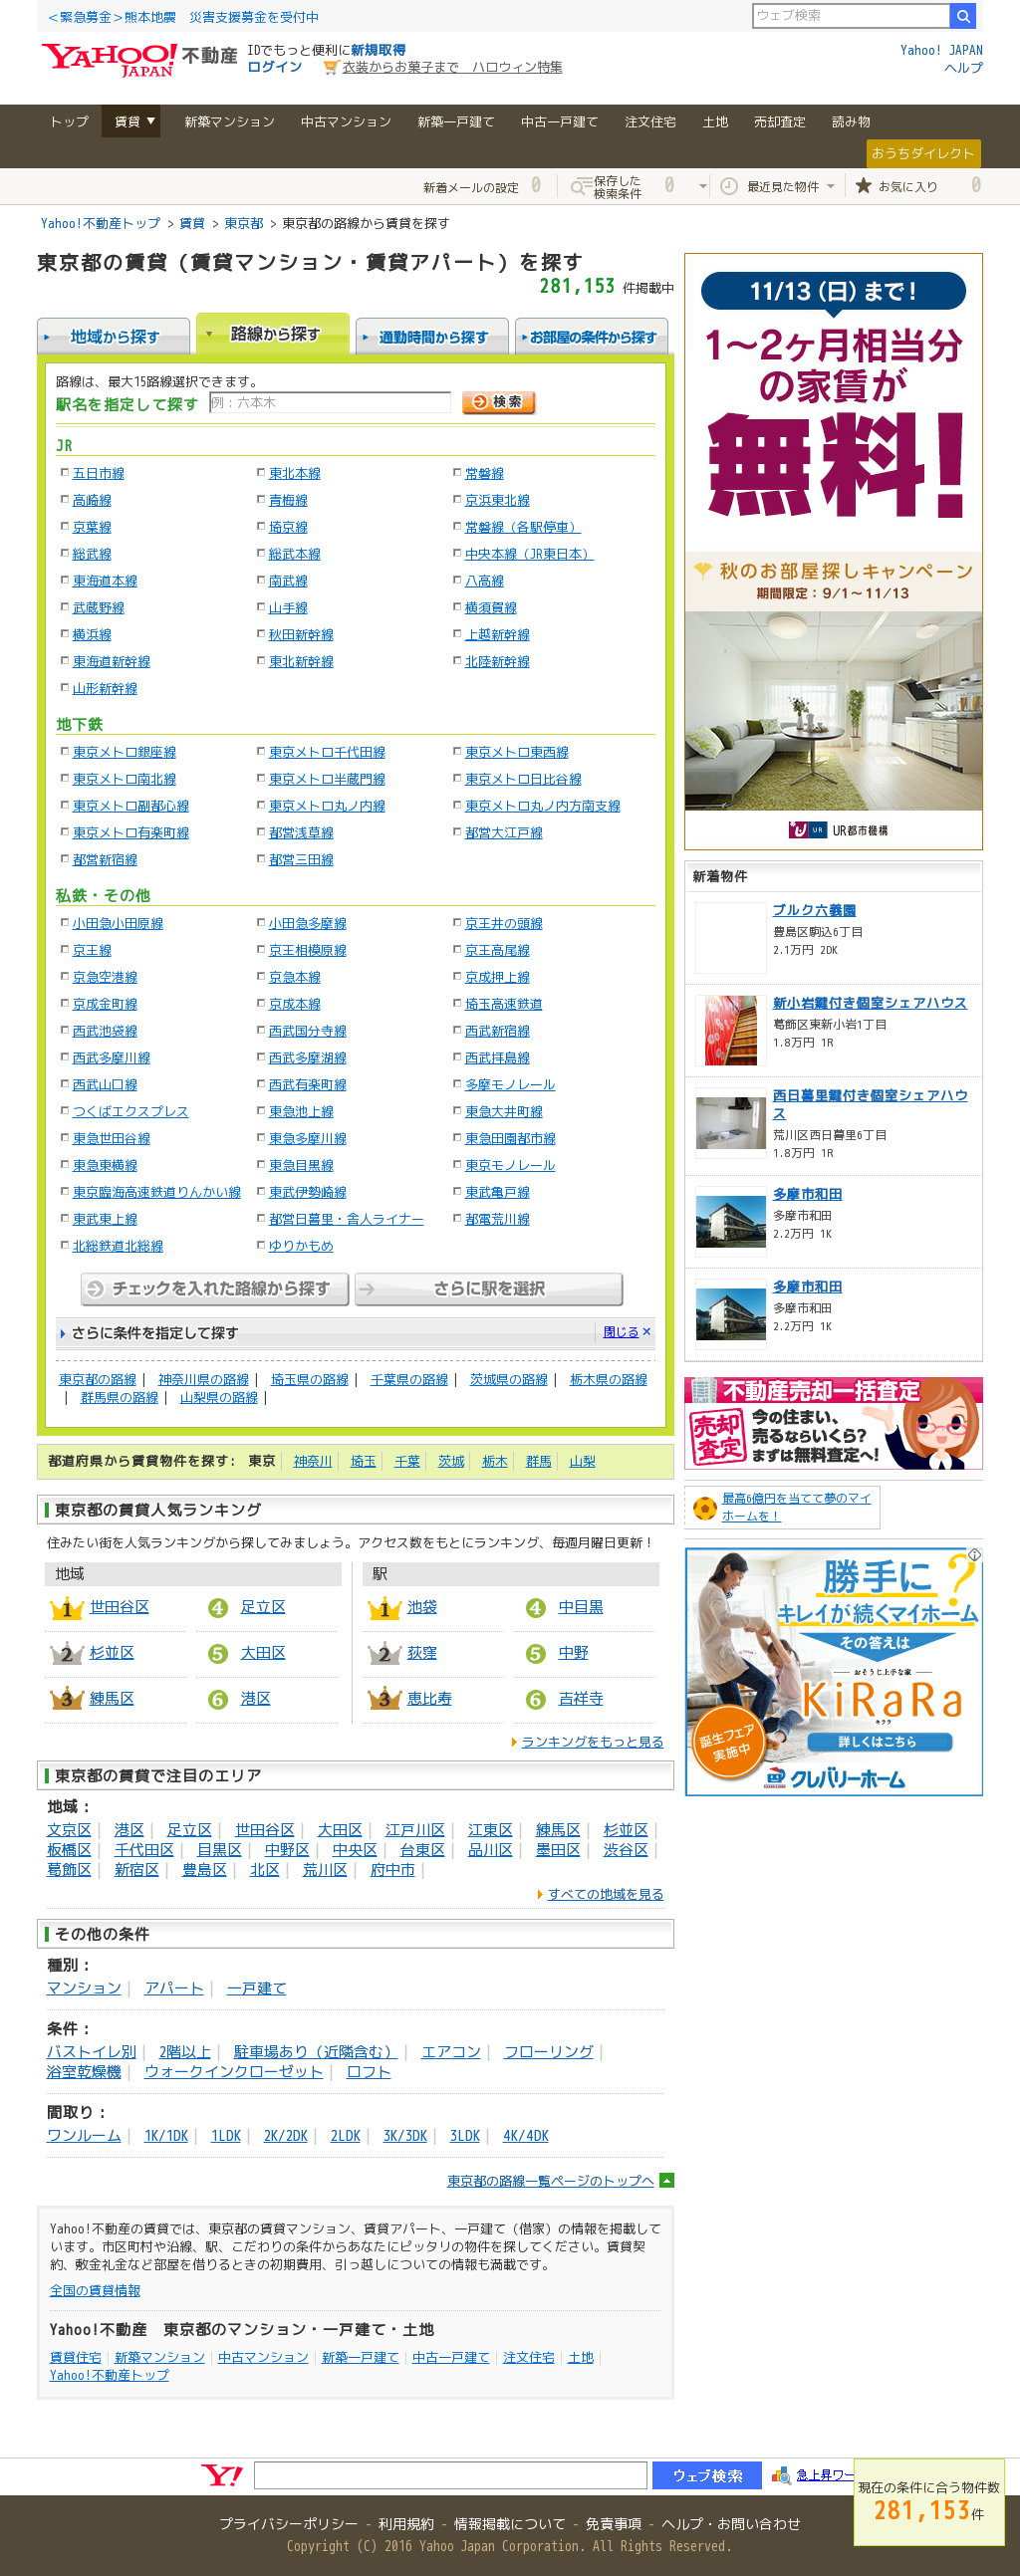 ＜緊急募金＞熊本地震　災害支援募金を受付中
ウェブ検索
YAHOO! JAPAN 不動産
IDでもっと便利に新規取得
ログイン
衣装からお菓子まで　ハロウィン特集
Yahoo! JAPAN
ヘルプ
トップ 賃貸 ▼ 新築マンション 中古マンション 新築一戸建て 中古一戸建て 注文住宅 土地 売却査定 読み物
おうちダイレクト
新着メールの設定 0 保存した検索条件 0 最近見た物件 お気に入り 0
Yahoo!不動産トップ > 賃貸 > 東京都 > 東京都の路線から賃貸を探す
東京都の賃貸（賃貸マンション・賃貸アパート）を探す
281,153 件掲載中
地域から探す 路線から探す 通勤時間から探す お部屋の条件から探す
路線は、最大15路線選択できます。
駅名を指定して探す 例：六本木 検索
JR
五日市線 東北本線 常磐線
高崎線 青梅線 京浜東北線
京葉線 埼京線 常磐線（各駅停車）
総武線 総武本線 中央本線（JR東日本）
東海道本線 南武線 八高線
武蔵野線 山手線 横須賀線
横浜線 秋田新幹線 上越新幹線
東海道新幹線 東北新幹線 北陸新幹線
山形新幹線
地下鉄
東京メトロ銀座線 東京メトロ千代田線 東京メトロ東西線
東京メトロ南北線 東京メトロ半蔵門線 東京メトロ日比谷線
東京メトロ副都心線 東京メトロ丸ノ内線 東京メトロ丸ノ内方南支線
東京メトロ有楽町線 都営浅草線 都営大江戸線
都営新宿線 都営三田線
私鉄・その他
小田急小田原線 小田急多摩線 京王井の頭線
京王線 京王相模原線 京王高尾線
京急空港線 京急本線 京成押上線
京成金町線 京成本線 埼玉高速鉄道
西武池袋線 西武国分寺線 西武新宿線
西武多摩川線 西武多摩湖線 西武拝島線
西武山口線 西武有楽町線 多摩モノレール
つくばエクスプレス 東急池上線 東急大井町線
東急世田谷線 東急多摩川線 東急田園都市線
東急東横線 東急目黒線 東京モノレール
東京臨海高速鉄道りんかい線 東武伊勢崎線 東武亀戸線
東武東上線 都営日暮里・舎人ライナー 都電荒川線
北総鉄道北総線 ゆりかもめ
チェックを入れた路線から探す さらに駅を選択
さらに条件を指定して探す 閉じる ×
東京都の路線 | 神奈川県の路線 | 埼玉県の路線 | 千葉県の路線 | 茨城県の路線 | 栃木県の路線
| 群馬県の路線 | 山梨県の路線 |
都道府県から賃貸物件を探す: 東京 神奈川 埼玉 千葉 茨城 栃木 群馬 山梨
東京都の賃貸人気ランキング
住みたい街を人気ランキングから探してみましょう。アクセス数をもとにランキング、毎週月曜日更新！
地域 駅
1 世田谷区 4 足立区 1 池袋 4 中目黒
2 杉並区 5 大田区 2 荻窪 5 中野
3 練馬区 6 港区 3 恵比寿 6 吉祥寺
ランキングをもっと見る
東京都の賃貸で注目のエリア
地域：
文京区 | 港区 | 足立区 | 世田谷区 | 大田区 | 江戸川区 | 江東区 | 練馬区 | 杉並区 |
板橋区 | 千代田区 | 目黒区 | 中野区 | 中央区 | 台東区 | 品川区 | 墨田区 | 渋谷区 |
葛飾区 | 新宿区 | 豊島区 | 北区 | 荒川区 | 府中市 |
すべての地域を見る
その他の条件
種別：
マンション | アパート | 一戸建て
条件：
バストイレ別 | 2階以上 | 駐車場あり（近隣含む） | エアコン | フローリング |
浴室乾燥機 | ウォークインクローゼット | ロフト
間取り：
ワンルーム | 1K/1DK | 1LDK | 2K/2DK | 2LDK | 3K/3DK | 3LDK | 4K/4DK
東京都の路線一覧ページのトップへ
Yahoo!不動産の賃貸では、東京都の賃貸マンション、賃貸アパート、一戸建て（借家）の情報を掲載して
います。市区町村や沿線、駅、こだわりの条件からあなたにピッタリの物件を探してください。賃貸契
約、敷金礼金など部屋を借りるときの初期費用、引っ越しについての情報も満載です。
全国の賃貸情報
Yahoo!不動産　東京都のマンション・一戸建て・土地
賃貸住宅 | 新築マンション | 中古マンション | 新築一戸建て | 中古一戸建て | 注文住宅 | 土地 |
Yahoo!不動産トップ
11/13（日）まで！
1〜2ヶ月相当分
の家賃が
無料！
秋のお部屋探しキャンペーン
期間限定：9/1〜11/13
UR UR都市機構
新着物件
ブルク六義園
豊島区駒込6丁目
2.1万円 2DK
新小岩鍵付き個室シェアハウス
葛飾区東新小岩1丁目
1.8万円 1R
西日暮里鍵付き個室シェアハウ
ス
荒川区西日暮里6丁目
1.8万円 1R
多摩市和田
多摩市和田
2.2万円 1K
多摩市和田
多摩市和田
2.2万円 1K
不動産売却一括査定
売却査定
今の住まい、
売るならいくら？
まずは無料査定へ！
最高6億円を当てて夢のマイ
ホームを！
勝手に？
キレイが続くマイホーム
その答えは
おそうじ上手な家
KiRaRa
キララ
誕生フェア実施中
詳しくはこちら
クレバリーホーム
Y! ウェブ検索 急上昇ワー
現在の条件に合う物件数
281,153件
プライバシーポリシー - 利用規約 - 情報掲載について - 免責事項 - ヘルプ・お問い合わせ
Copyright (C) 2016 Yahoo Japan Corporation. All Rights Reserved.